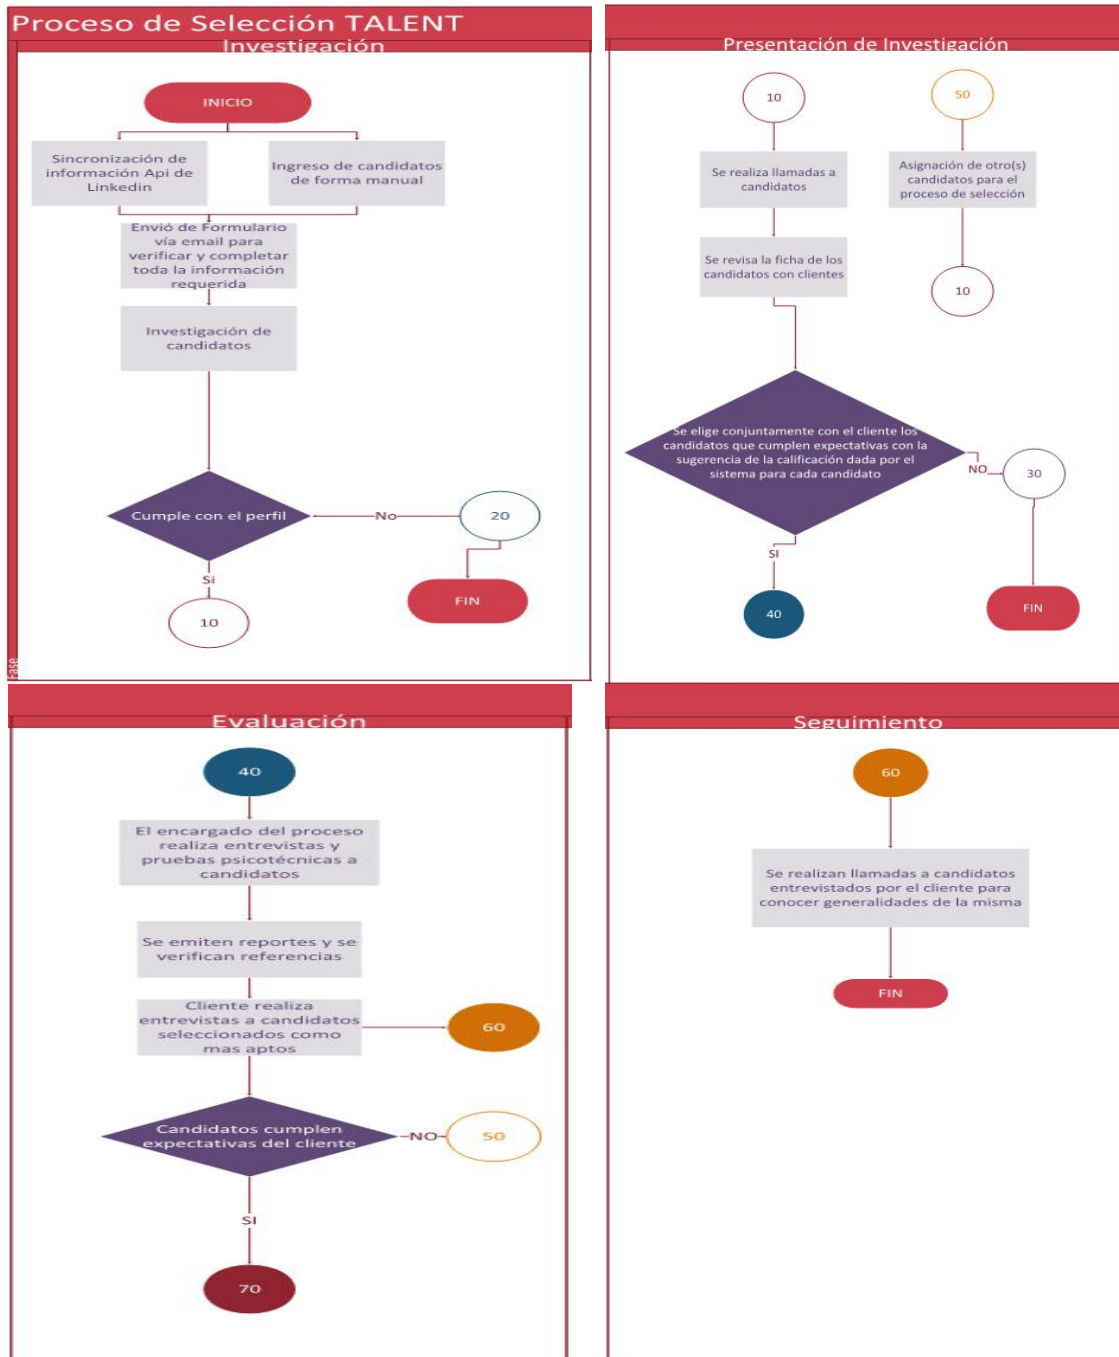 Proceso de Selección TALENT
Investigación
INICIO
Sincronización de
información Api de
Linkedin
Ingreso de candidatos
de forma manual
Envió de Formulario
vía email para
verificar y completar
toda la información
requerida
Investigación de
candidatos
Cumple con el perfil
No
20
Si
10
FIN
Fase
Presentación de Investigación
10
50
Se realiza llamadas a
candidatos
Asignación de otro(s)
candidatos para el
proceso de selección
Se revisa la ficha de los
candidatos con clientes
10
Se elige conjuntamente con el cliente los
candidatos que cumplen expectativas con la
sugerencia de la calificación dada por el
sistema para cada candidato
NO
30
SI
40
FIN
Evaluación
40
El encargado del proceso
realiza entrevistas y
pruebas psicotécnicas a
candidatos
Se emiten reportes y se
verifican referencias
Cliente realiza
entrevistas a candidatos
seleccionados como
mas aptos
60
Candidatos cumplen
expectativas del cliente
NO
50
SI
70
Seguimiento
60
Se realizan llamadas a candidatos
entrevistados por el cliente para
conocer generalidades de la misma
FIN